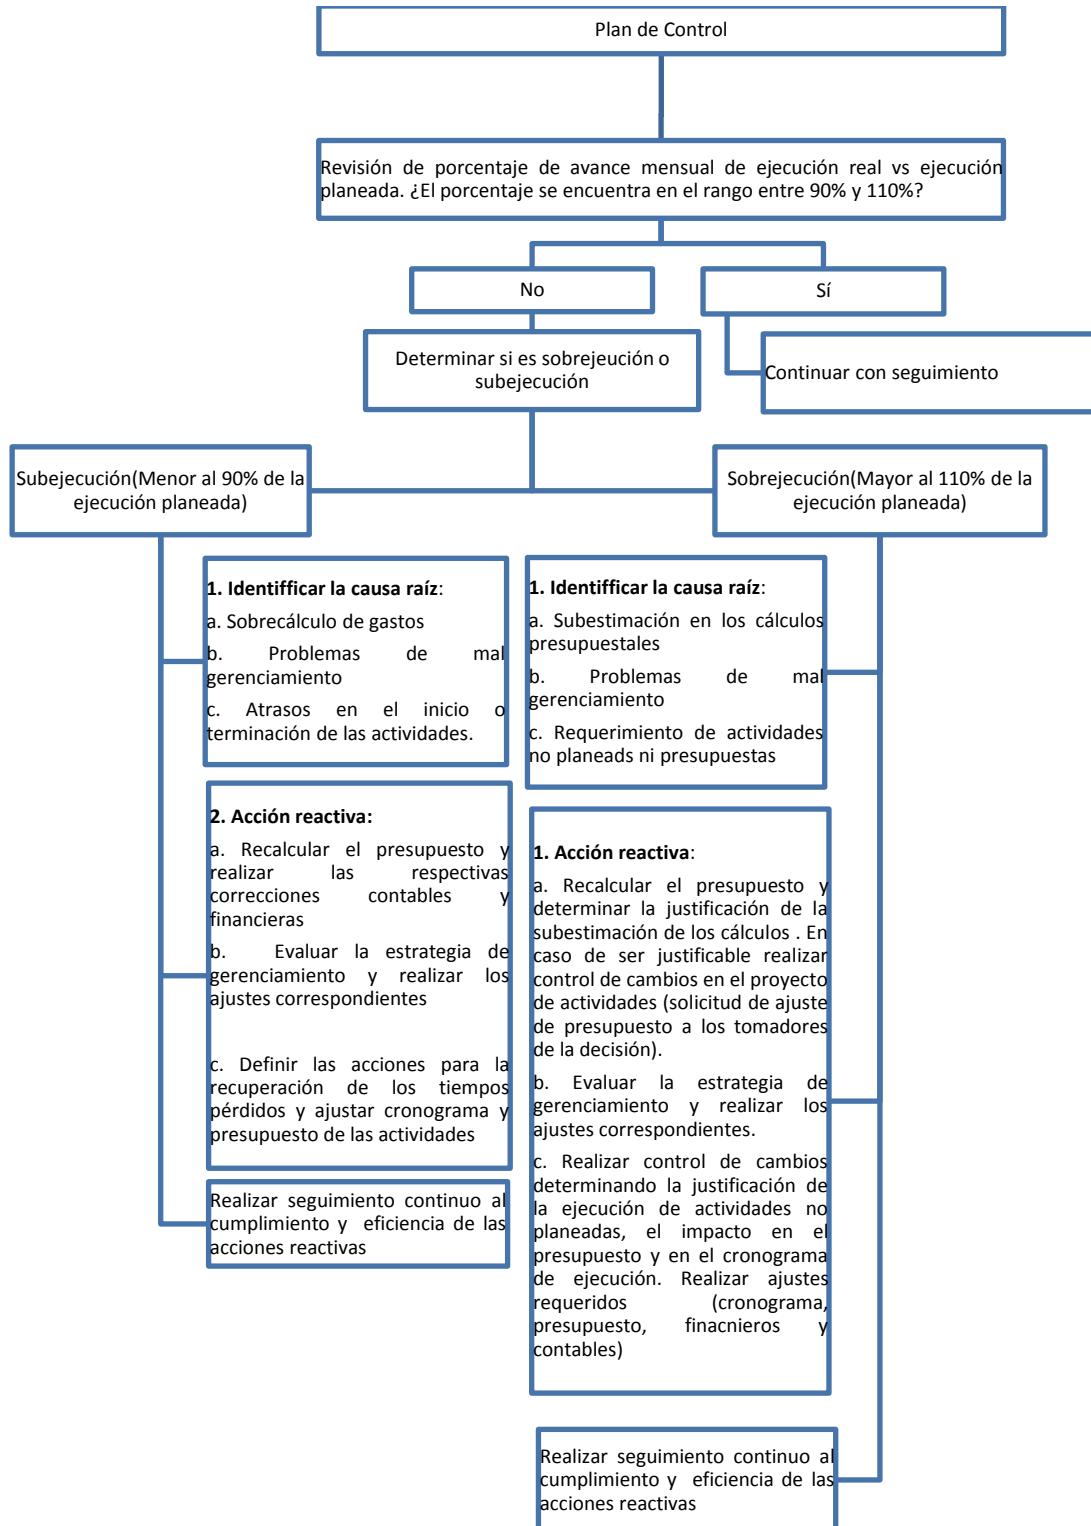 Plan de Control
Revisión de porcentaje de avance mensual de ejecución real vs ejecución
planeada. ¿El porcentaje se encuentra en el rango entre 90% y 110%?
No
Sí
Determinar si es sobrejeución o
subejecución
Continuar con seguimiento
Subejecución(Menor al 90% de la
ejecución planeada)
Sobrejecución(Mayor al 110% de la
ejecución planeada)
1. Identifficar la causa raíz:
a. Sobrecálculo de gastos
b. Problemas de mal
gerenciamiento
c. Atrasos en el inicio o
terminación de las actividades.
1. Identifficar la causa raíz:
a. Subestimación en los cálculos
presupuestales
b. Problemas de mal
gerenciamiento
c. Requerimiento de actividades
no planeads ni presupuestas
2. Acción reactiva:
a. Recalcular el presupuesto y
realizar las respectivas
correcciones contables y
financieras
b. Evaluar la estrategia de
gerenciamiento y realizar los
ajustes correspondientes
c. Definir las acciones para la
recuperación de los tiempos
pérdidos y ajustar cronograma y
presupuesto de las actividades
1. Acción reactiva:
a. Recalcular el presupuesto y
determinar la justificación de la
subestimación de los cálculos . En
caso de ser justificable realizar
control de cambios en el proyecto
de actividades (solicitud de ajuste
de presupuesto a los tomadores
de la decisión).
b. Evaluar la estrategia de
gerenciamiento y realizar los
ajustes correspondientes.
c. Realizar control de cambios
determinando la justificación de
la ejecución de actividades no
planeadas, el impacto en el
presupuesto y en el cronograma
de ejecución. Realizar ajustes
requeridos (cronograma,
presupuesto, finacnieros y
contables)
Realizar seguimiento continuo al
cumplimiento y eficiencia de las
acciones reactivas
Realizar seguimiento continuo al
cumplimiento y eficiencia de las
acciones reactivas